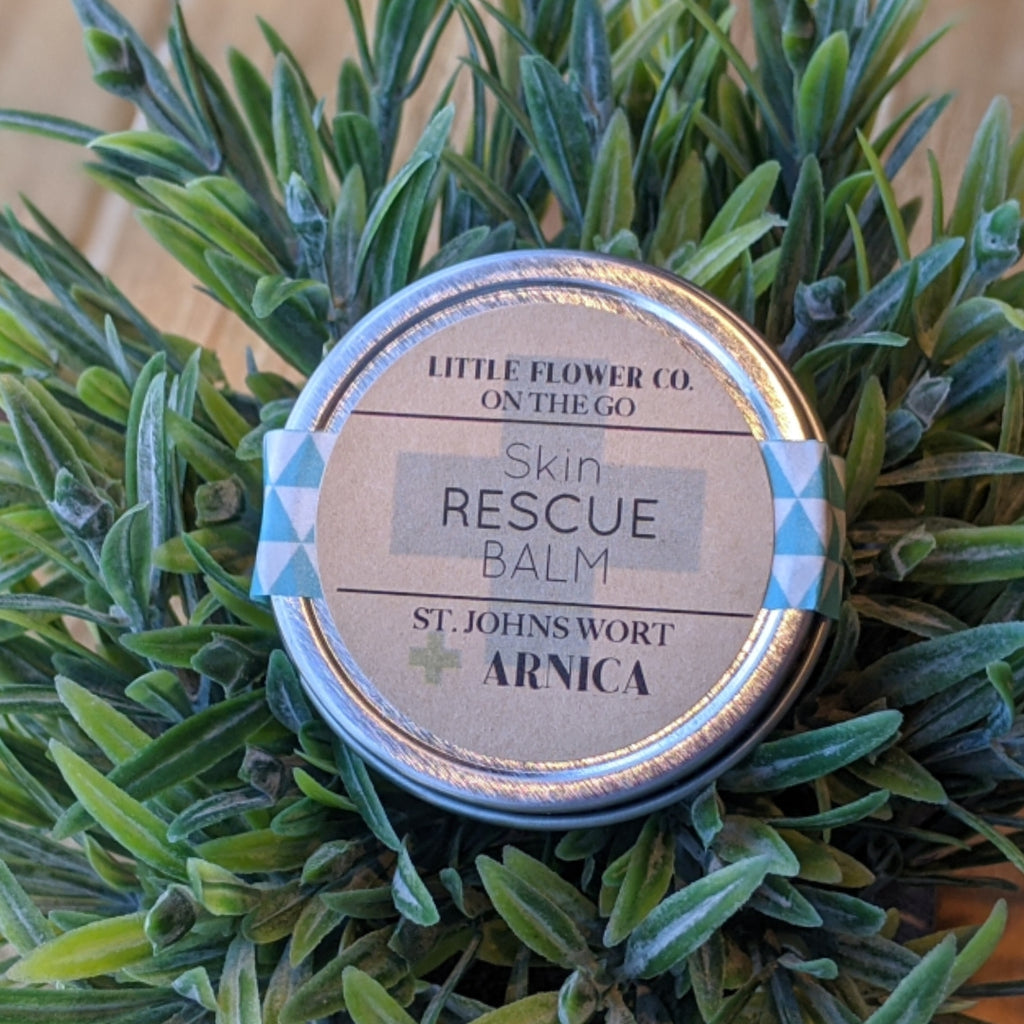 LITTLE FLOWER CO.
ON THE GO
Skin
RESCUE
BALM
ST. JOHNS WORT
ARNICA